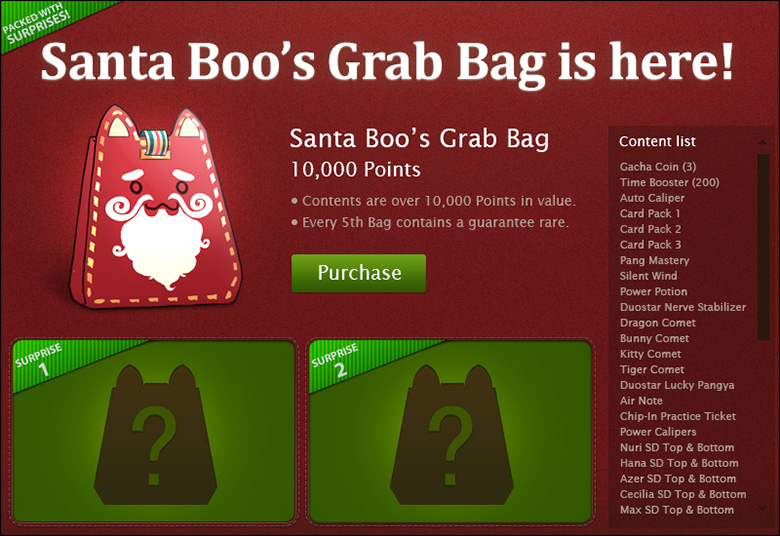 PACKED WITH
SURPRISES!
Santa Boo's Grab Bag is here!
Santa Boo's Grab Bag
10,000 Points
• Contents are over 10,000 Points in value.
• Every 5th Bag contains a guarantee rare.
Purchase
Content list
Gacha Coin (3)
Time Booster (200)
Auto Caliper
Card Pack 1
Card Pack 2
Card Pack 3
Pang Mastery
Silent Wind
Power Potion
Duostar Nerve Stabilizer
Dragon Comet
Bunny Comet
Kitty Comet
Tiger Comet
Duostar Lucky Pangya
Air Note
Chip-In Practice Ticket
Power Calipers
Nuri SD Top & Bottom
Hana SD Top & Bottom
Azer SD Top & Bottom
Cecilia SD Top & Bottom
Max SD Top & Bottom
SURPRISE
1
?
SURPRISE
2
?